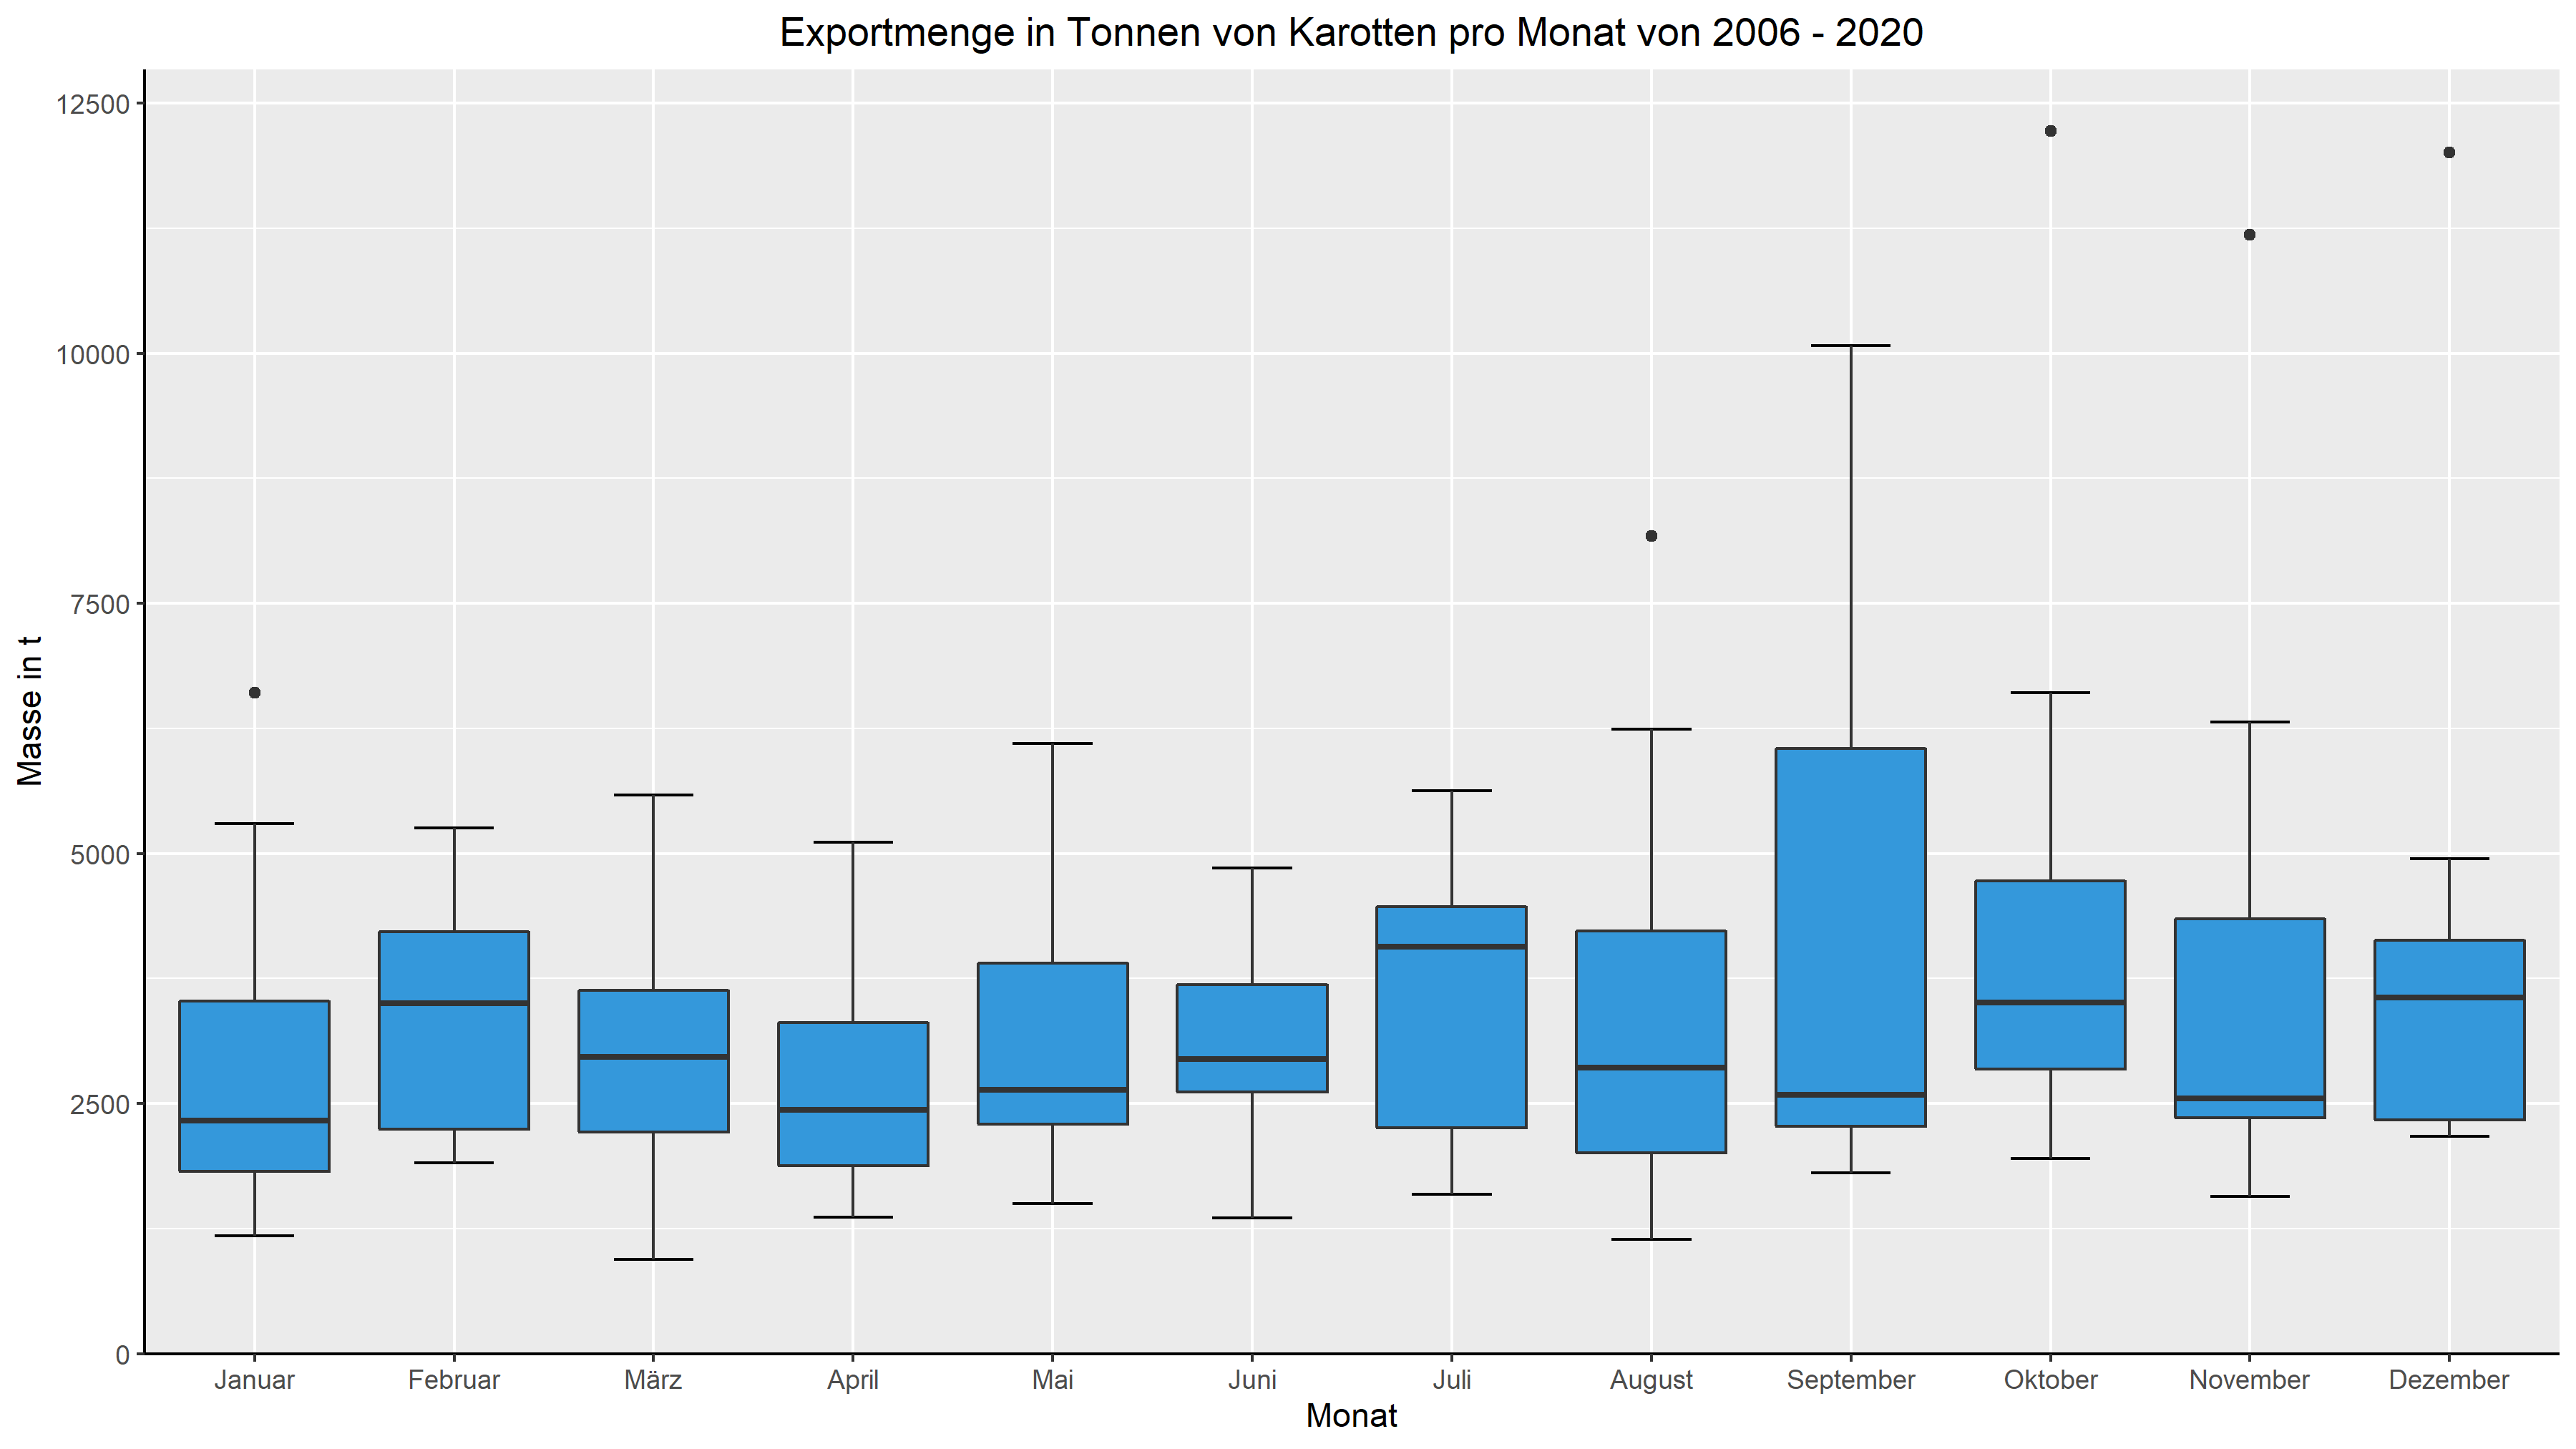 Exportmenge in Tonnen von Karotten pro Monat von 2006 - 2020
12500
10000
7500
5000
2500
0
Masse in t
Januar Februar März April Mai Juni Juli August September Oktober November Dezember
Monat